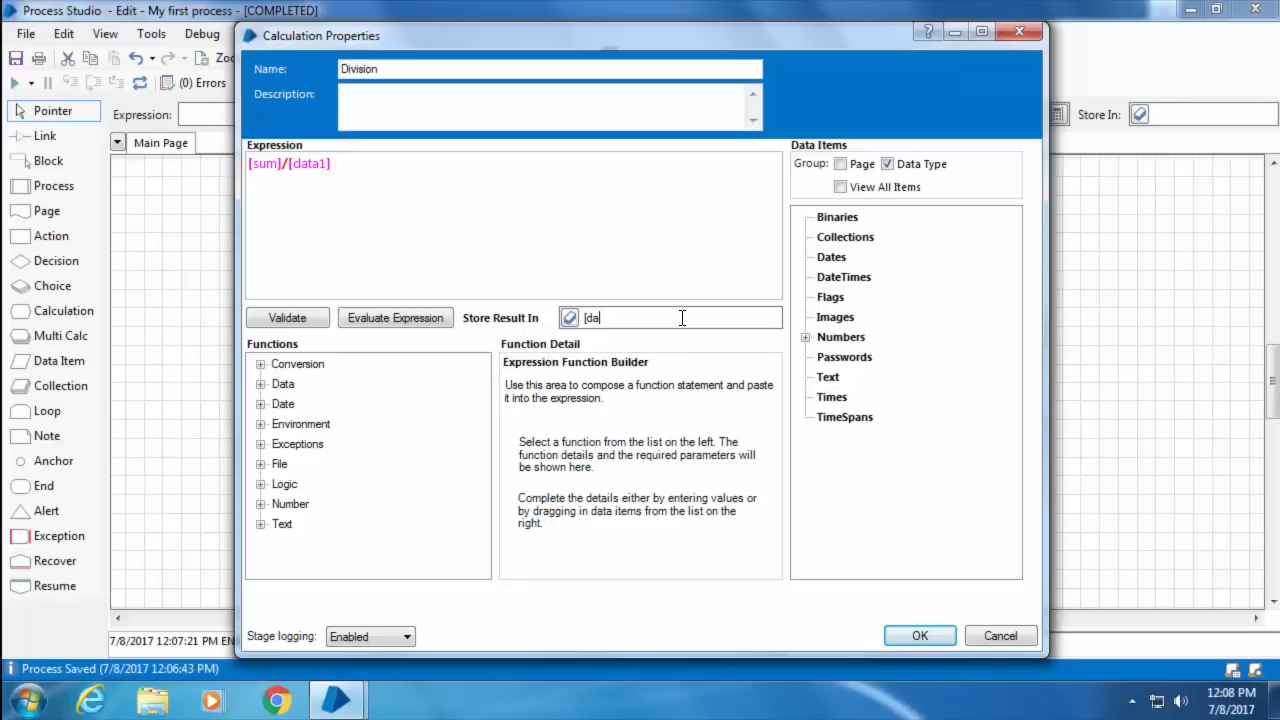 Process Studio - Edit - My first process - [COMPLETED]
File Edit View Tools Debug
(0) Errors
Expression:
Store In:
Main Page
Pointer
Link
Block
Process
Page
Action
Decision
Choice
Calculation
Multi Calc
Data Item
Collection
Loop
Note
Anchor
End
Alert
Exception
Recover
Resume
Calculation Properties
Name: Division
Description:
Expression
[sum]/[data1]
Validate Evaluate Expression Store Result In [da
Functions
Conversion
Data
Date
Environment
Exceptions
File
Logic
Number
Text
Function Detail
Expression Function Builder
Use this area to compose a function statement and paste
it into the expression.
Select a function from the list on the left. The
function details and the required parameters will
be shown here.
Complete the details either by entering values or
by dragging in data items from the list on the
right.
Data Items
Group: Page Data Type
View All Items
Binaries
Collections
Dates
DateTimes
Flags
Images
Numbers
Passwords
Text
Times
TimeSpans
Stage logging: Enabled
OK Cancel
7/8/2017 12:07:21 PM
Process Saved (7/8/2017 12:06:43 PM)
12:08 PM
7/8/2017